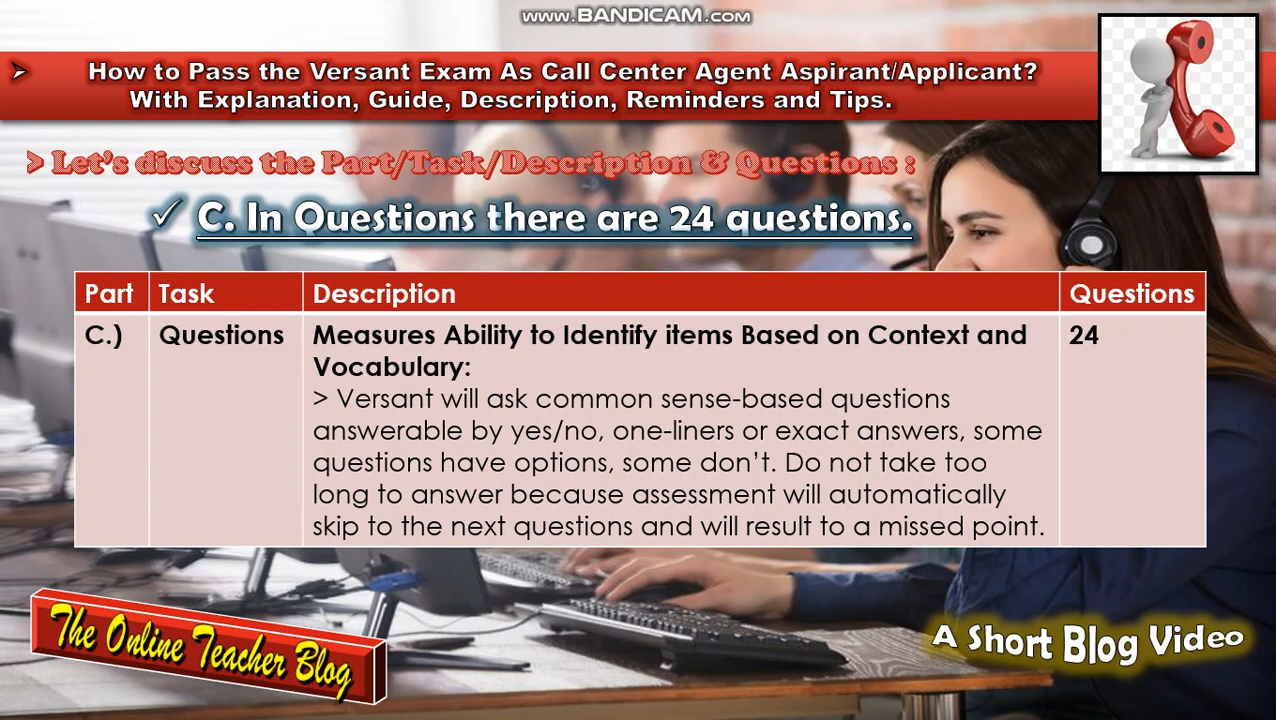 www.BANDICAM.com
➢ How to Pass the Versant Exam As Call Center Agent Aspirant/Applicant?
With Explanation, Guide, Description, Reminders and Tips.
> Let's discuss the Part/Task/Description & Questions :
✓ C. In Questions there are 24 questions.
Part Task Description Questions
C.) Questions Measures Ability to Identify items Based on Context and 24
Vocabulary:
> Versant will ask common sense-based questions
answerable by yes/no, one-liners or exact answers, some
questions have options, some don't. Do not take too
long to answer because assessment will automatically
skip to the next questions and will result to a missed point.
The Online Teacher Blog
A Short Blog Video